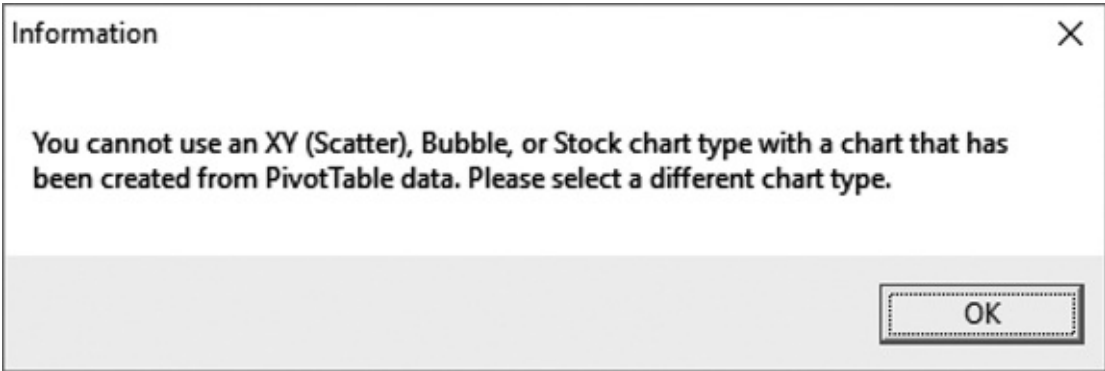 Information
You cannot use an XY (Scatter), Bubble, or Stock chart type with a chart that has
been created from PivotTable data. Please select a different chart type.
OK